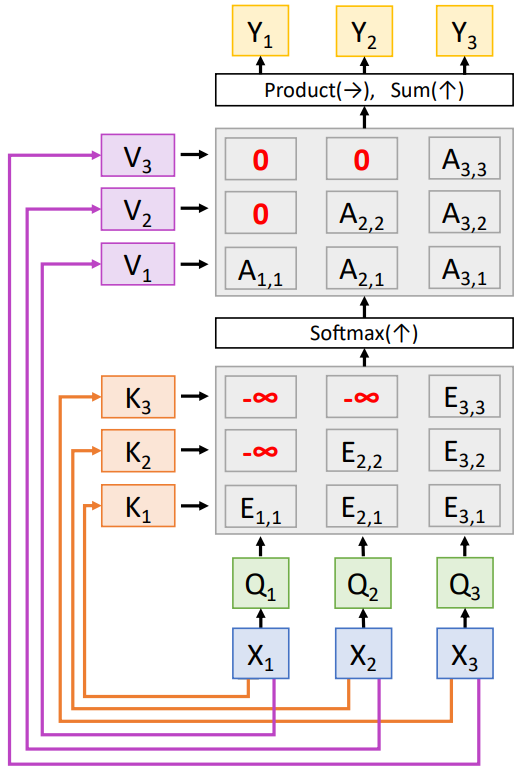 Y1 Y2 Y3
Product(→), Sum(↑)
V3 0 0 A3,3
V2 0 A2,2 A3,2
V1 A1,1 A2,1 A3,1
Softmax(↑)
K3 -∞ -∞ E3,3
K2 -∞ E2,2 E3,2
K1 E1,1 E2,1 E3,1
Q1 Q2 Q3
X1 X2 X3